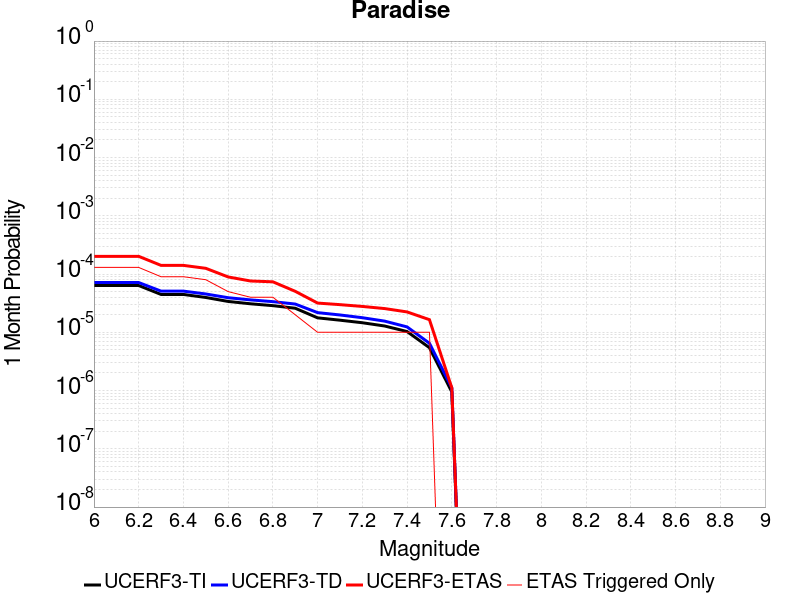 Paradise
1 Month Probability
10^0
10^-1
10^-2
10^-3
10^-4
10^-5
10^-6
10^-7
10^-8
6 6.2 6.4 6.6 6.8 7 7.2 7.4 7.6 7.8 8 8.2 8.4 8.6 8.8 9
Magnitude
UCERF3-TI UCERF3-TD UCERF3-ETAS ETAS Triggered Only